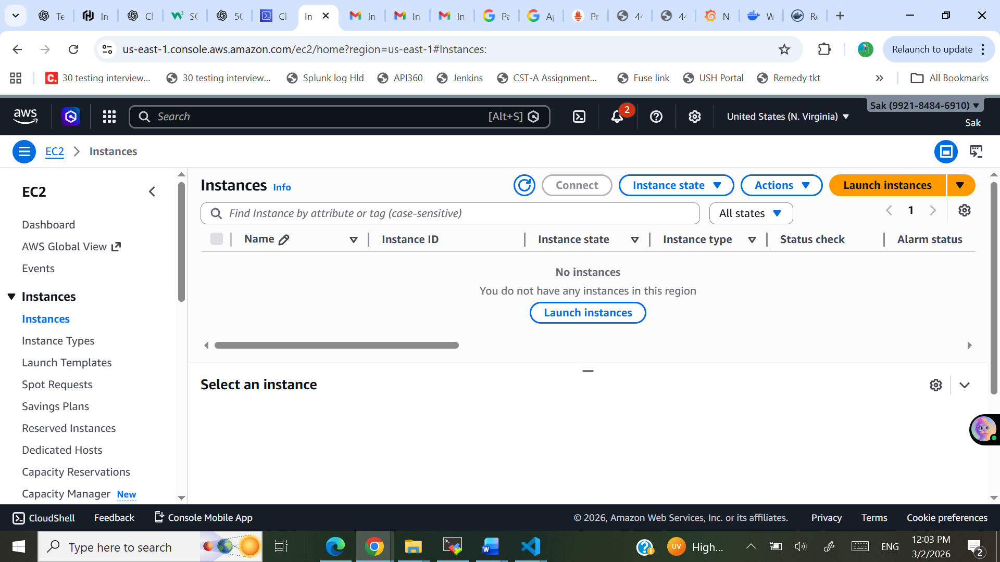 Te
In
Ch
SC
50
Cl
In
In
In
In
Pa
Ap
Pr
44
44
N
W
Re
us-east-1.console.aws.amazon.com/ec2/home?region=us-east-1#Instances:
Relaunch to update
30 testing interview...
30 testing interview...
Splunk log Hld
API360
Jenkins
CST-A Assignment...
Fuse link
USH Portal
Remedy tkt
All Bookmarks
aws
Search
[Alt+S]
2
United States (N. Virginia)
Sak (9921-8484-6910)
Sak
EC2
Instances
EC2
Dashboard
AWS Global View
Events
Instances
Instances
Instance Types
Launch Templates
Spot Requests
Savings Plans
Reserved Instances
Dedicated Hosts
Capacity Reservations
Capacity Manager New
Instances Info
Connect
Instance state
Actions
Launch instances
Find Instance by attribute or tag (case-sensitive)
All states
1
Name
Instance ID
Instance state
Instance type
Status check
Alarm status
No instances
You do not have any instances in this region
Launch instances
Select an instance
CloudShell
Feedback
Console Mobile App
© 2026, Amazon Web Services, Inc. or its affiliates.
Privacy
Terms
Cookie preferences
Type here to search
UV
High...
ENG
12:03 PM
3/2/2026
2